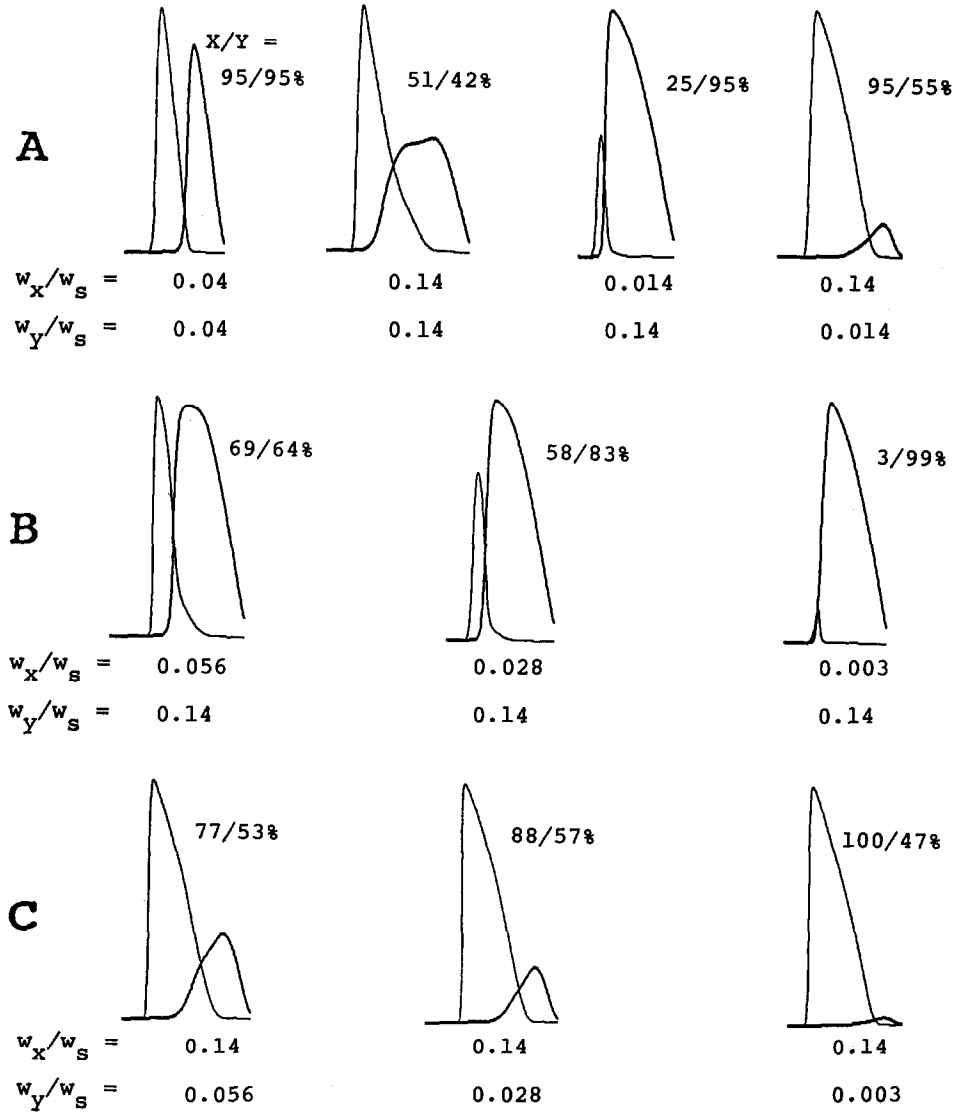 X/Y =
95/95%
51/42%
25/95%
95/55%
A
w_x/w_s = 0.04 0.14 0.014 0.14
w_y/w_s = 0.04 0.14 0.14 0.014
69/64%
58/83%
3/99%
B
w_x/w_s = 0.056 0.028 0.003
w_y/w_s = 0.14 0.14 0.14
77/53%
88/57%
100/47%
C
w_x/w_s = 0.14 0.14 0.14
w_y/w_s = 0.056 0.028 0.003